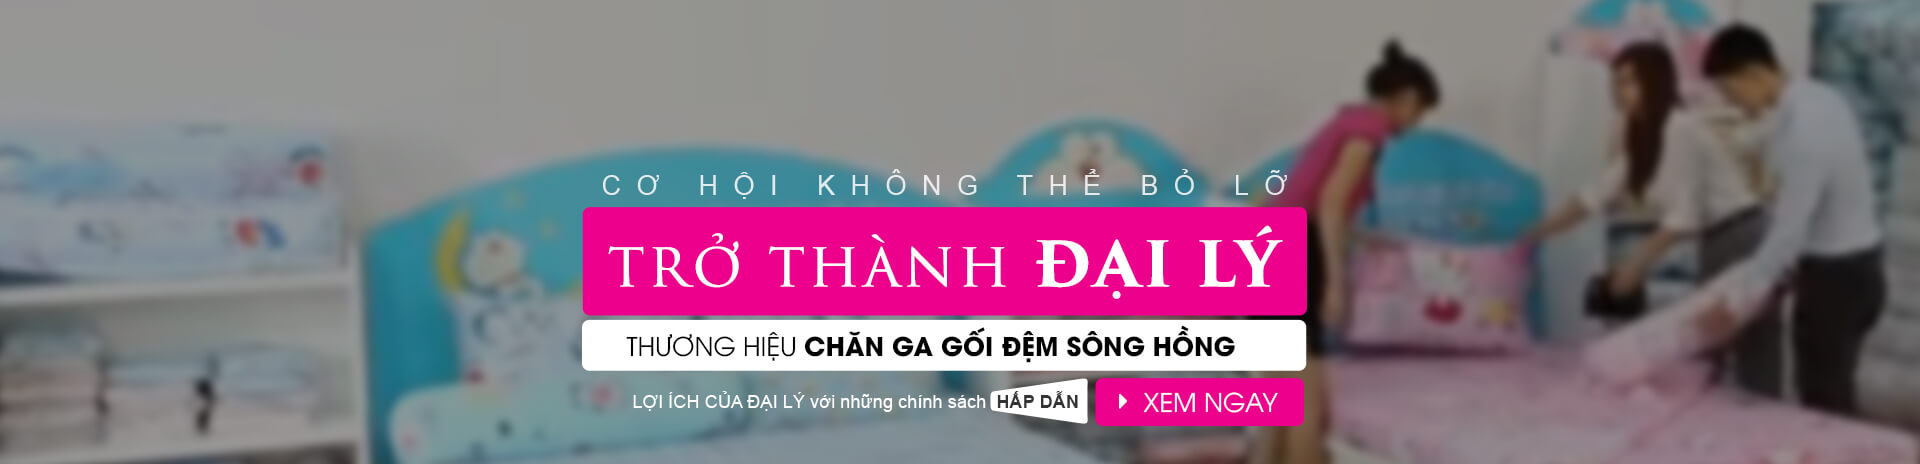 CƠ HỘI KHÔNG THỂ BỎ LỠ
TRỞ THÀNH ĐẠI LÝ
THƯƠNG HIỆU CHĂN GA GỐI ĐỆM SÔNG HỒNG
LỢI ÍCH CỦA ĐẠI LÝ với những chính sách HẤP DẪN XEM NGAY